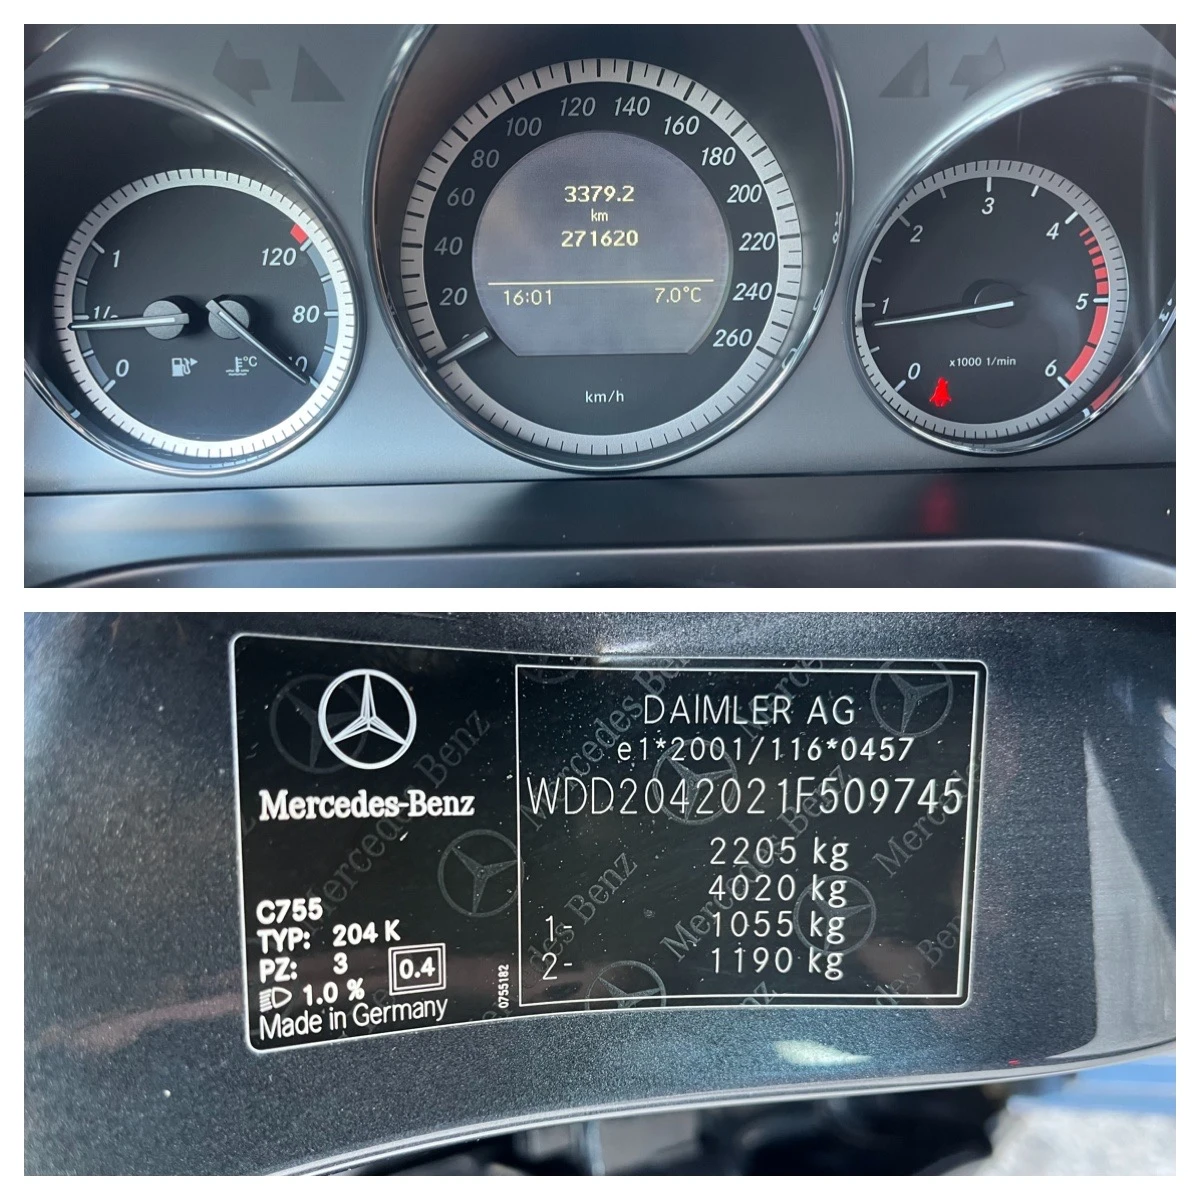 120 140
100 160
80 180
60 200
40 220
20 240
0 260
3379.2
km
271620
16:01 7.0°C
km/h
1
1/2
0
120
80
°C
1 2 3 4 5 6
0
x1000 1/min
Mercedes-Benz
C755
TYP: 204 K
PZ: 3
0.4
1.0 %
Made in Germany
0755182
DAIMLER AG
e1*2001/116*0457
WDD2042021F509745
2205 kg
4020 kg
1- 1055 kg
2- 1190 kg